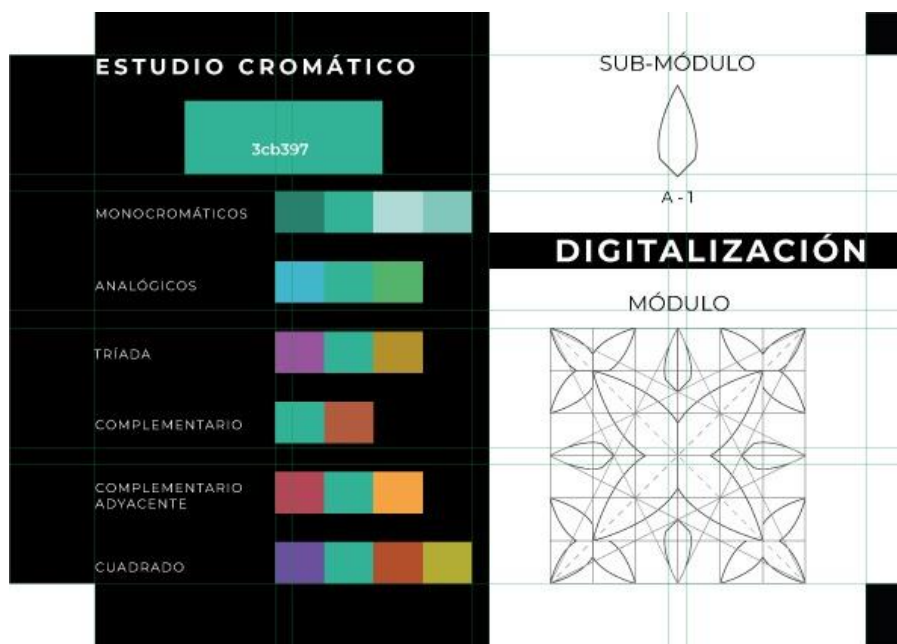 ESTUDIO CROMÁTICO
3cb397
MONOCROMÁTICOS
ANALÓGICOS
TRÍADA
COMPLEMENTARIO
COMPLEMENTARIO
ADYACENTE
CUADRADO
SUB-MÓDULO
A - 1
DIGITALIZACIÓN
MÓDULO